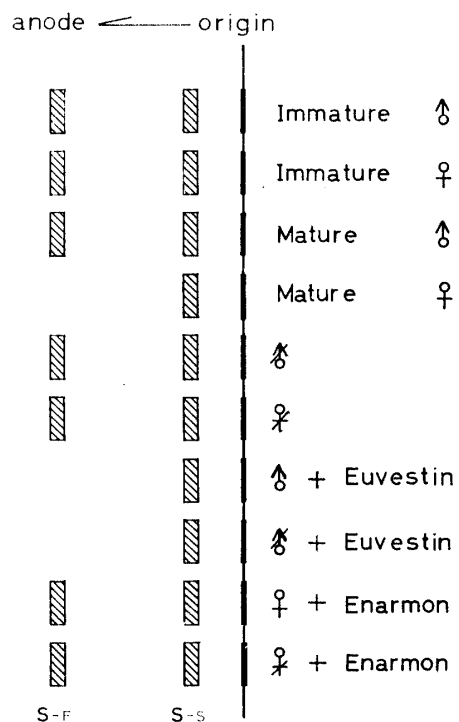 anode ← origin
Immature ♂
Immature ♀
Mature ♂
Mature ♀
♂̸
♀̸
♂ + Euvestin
♂̸ + Euvestin
♀ + Enarmon
♀̸ + Enarmon
S-F S-S